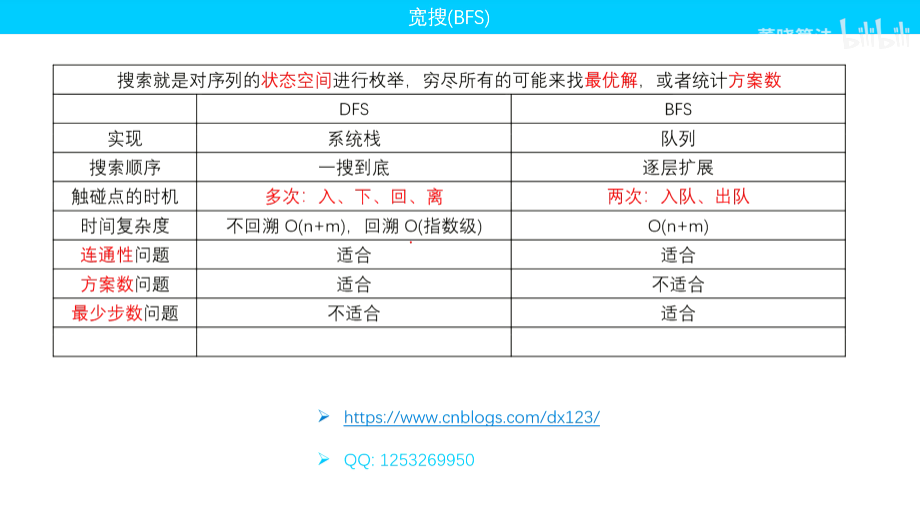 宽搜(BFS)
董晓算法 bilibili
搜索就是对序列的状态空间进行枚举，穷尽所有的可能来找最优解，或者统计方案数
DFS BFS
实现 系统栈 队列
搜索顺序 一搜到底 逐层扩展
触碰点的时机 多次：入、下、回、离 两次：入队、出队
时间复杂度 不回溯 O(n+m)，回溯 O(指数级) O(n+m)
连通性问题 适合 适合
方案数问题 适合 不适合
最少步数问题 不适合 适合
➢ https://www.cnblogs.com/dx123/
➢ QQ: 1253269950